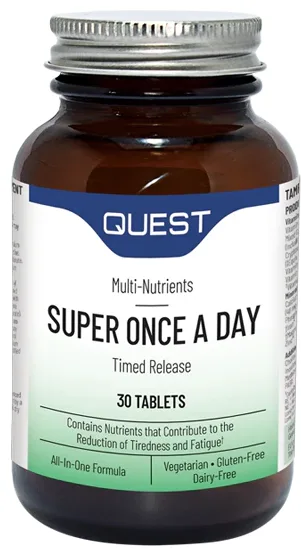 QUEST
Multi-Nutrients
SUPER ONCE A DAY
Timed Release
30 TABLETS
Contains Nutrients that Contribute to the
Reduction of Tiredness and Fatigue!
All-In-One Formula
Vegetarian • Gluten-Free
Dairy-Free